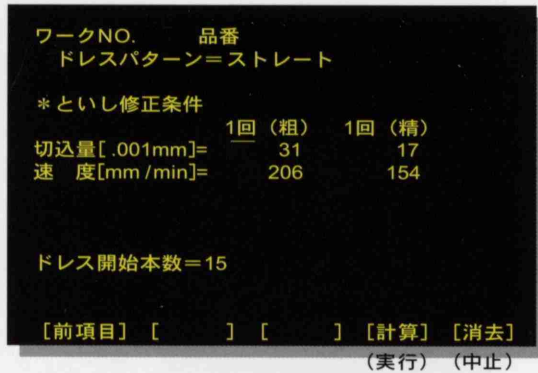 ワークNO. 品番
ドレスパターン＝ストレート
＊といし修正条件
1回（粗） 1回（精）
切込量[ .001mm]= 31 17
速 度[mm/min]= 206 154
ドレス開始本数＝15
[前項目] [ ] [ ] [計算] [消去]
（実行） （中止）